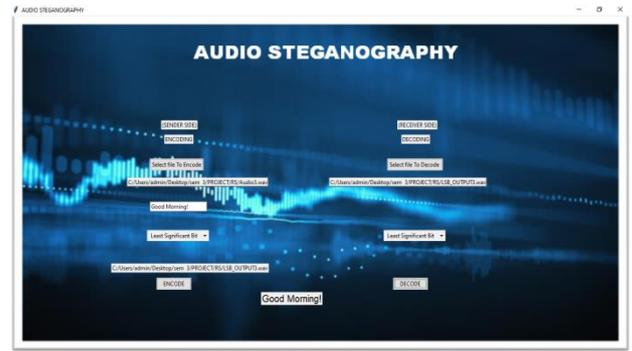 AUDIO STEGANOGRAPHY
AUDIO STEGANOGRAPHY
(SENDER SIDE)
ENCODING
Select file To Encode
C:/Users/admin/Desktop/sem 3/PROJECT/RS/Audio3.wav
Good Morning!
Least Significant Bit
C:/Users/admin/Desktop/sem 3/PROJECT/RS/LSB_OUTPUT3.wav
ENCODE
(RECEIVER SIDE)
DECODING
Select file To Decode
C:/Users/admin/Desktop/sem 3/PROJECT/RS/LSB_OUTPUT3.wav
Least Significant Bit
DECODE
Good Morning!